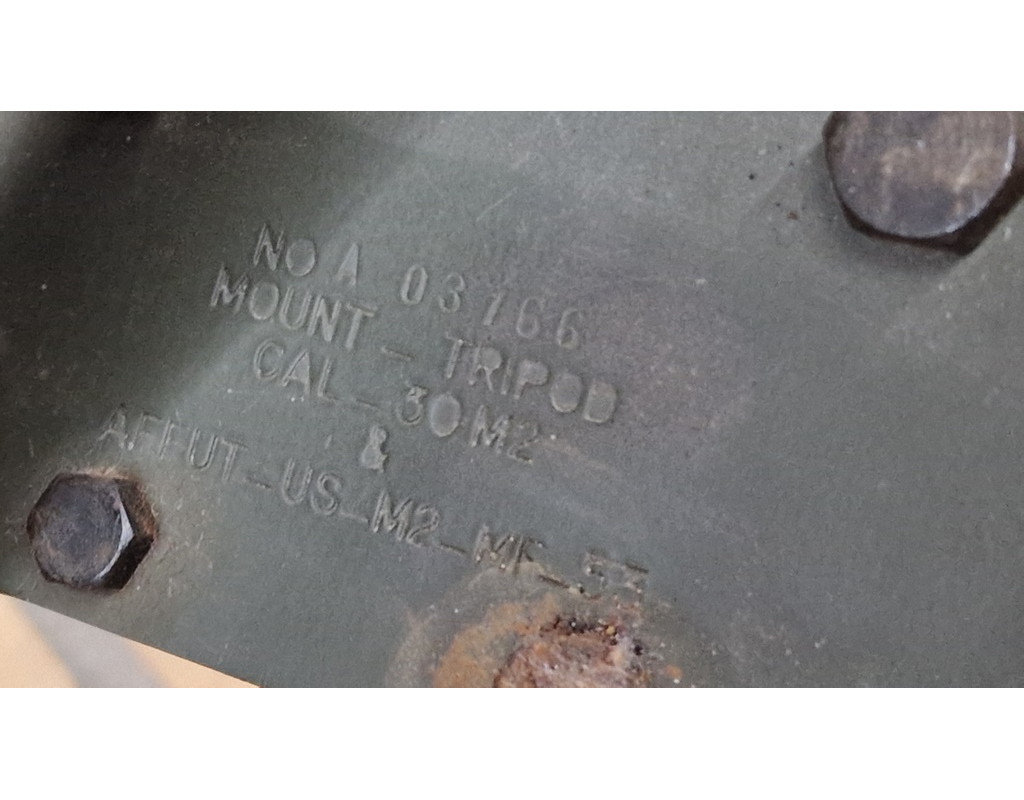 NO A 03766
MOUNT - TRIPOD
CAL - 30 M2
&
AFFUT - US - M2 - MF - 53